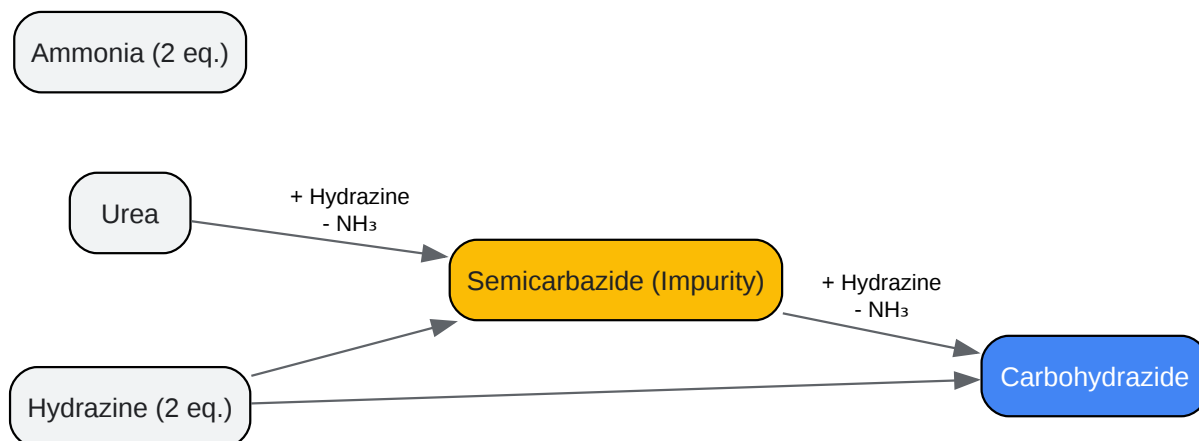 Ammonia (2 eq.)
Urea
+ Hydrazine
- NH₃
Semicarbazide (Impurity)
+ Hydrazine
- NH₃
Carbohydrazide
Hydrazine (2 eq.)